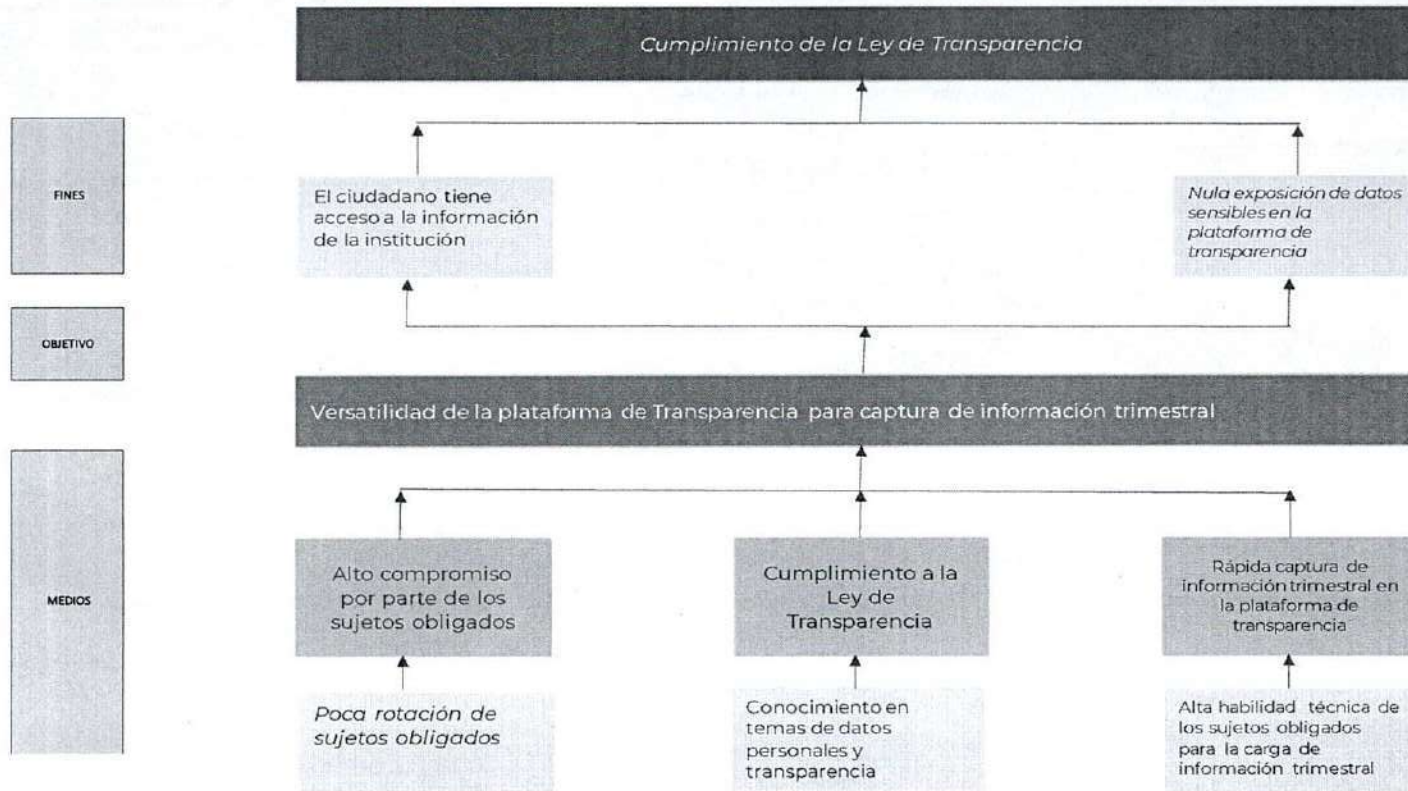 Cumplimiento de la Ley de Transparencia
FINES
El ciudadano tiene
acceso a la información
de la institución
Nula exposición de datos
sensibles en la
plataforma de
transparencia
OBJETIVO
Versatilidad de la plataforma de Transparencia para captura de información trimestral
MEDIOS
Alto compromiso
por parte de los
sujetos obligados
Cumplimiento a la
Ley de
Transparencia
Rápida captura de
información trimestral en
la plataforma de
transparencia
Poca rotación de
sujetos obligados
Conocimiento en
temas de datos
personales y
transparencia
Alta habilidad técnica de
los sujetos obligados
para la carga de
información trimestral